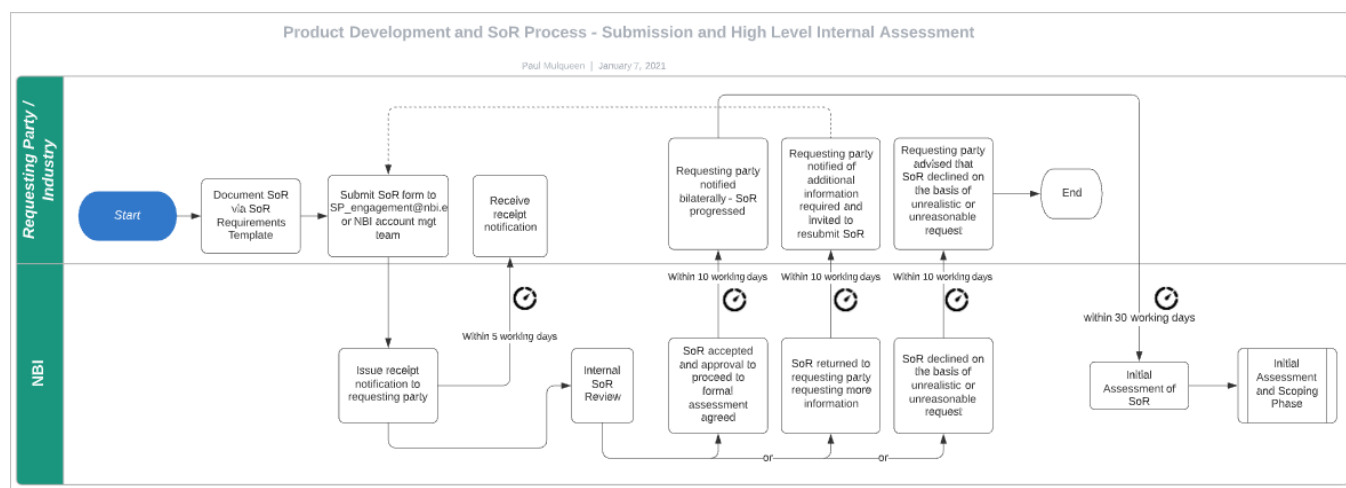 Product Development and SoR Process - Submission and High Level Internal Assessment
Paul Mulqueen | January 7, 2021
Requesting Party /
Industry
Start
Document SoR
via SoR
Requirements
Template
Submit SoR form to
SP_engagement@nbi.e
or NBI account mgt
team
Receive
receipt
notification
Requesting party
notified
bilaterally - SoR
progressed
Requesting party
notified of
additional
information
required and
invited to
resubmit SoR
Requesting party
advised that
SoR declined on
the basis of
unrealistic or
unreasonable
request
End
NBI
Within 5 working days
Within 10 working days
Within 10 working days
Within 10 working days
within 30 working days
Issue receipt
notification to
requesting party
Internal
SoR
Review
SoR accepted
and approval to
proceed to
formal
assessment
agreed
SoR returned to
requesting party
requesting more
information
SoR declined on
the basis of
unrealistic or
unreasonable
request
Initial
Assessment of
SoR
Initial
Assessment
and Scoping
Phase
or
or